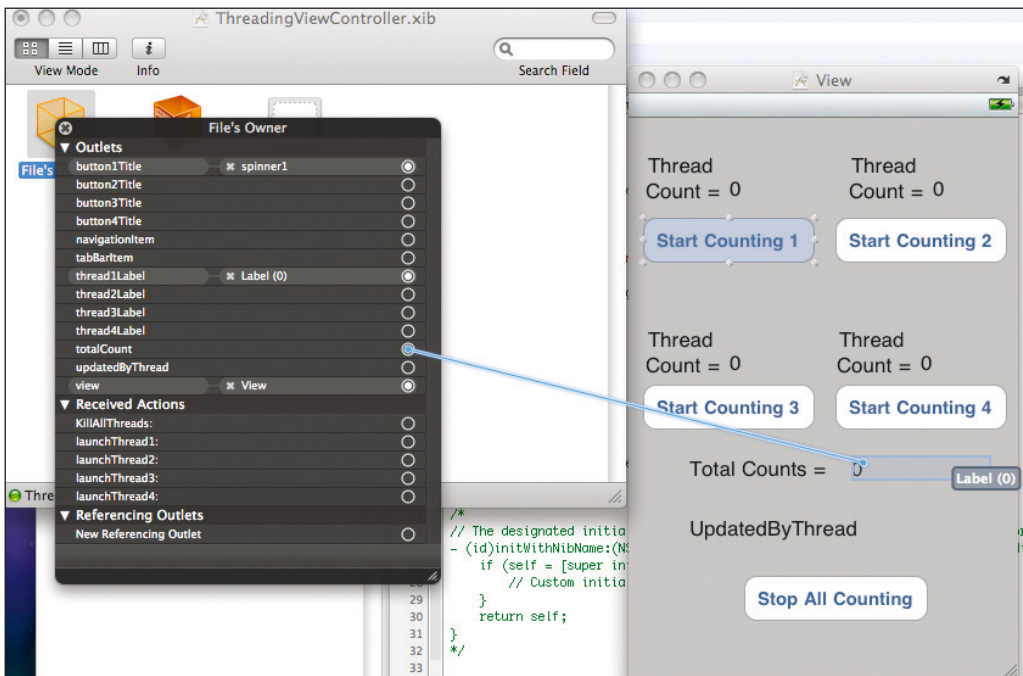 ThreadingViewController.xib
View Mode
Info
Search Field
File's
File's Owner
Outlets
button1Title
spinner1
button2Title
button3Title
button4Title
navigationItem
tabBarItem
thread1Label
Label (0)
thread2Label
thread3Label
thread4Label
totalCount
updatedByThread
view
View
Received Actions
KillAllThreads:
launchThread1:
launchThread2:
launchThread3:
launchThread4:
Referencing Outlets
New Referencing Outlet
Thre
/*
// The designated initia
- (id)initWithNibName:(NS
if (self = [super in
// Custom initia
29 }
30 return self;
31 }
32 */
33
View
Thread
Count = 0
Thread
Count = 0
Start Counting 1
Start Counting 2
Thread
Count = 0
Thread
Count = 0
Start Counting 3
Start Counting 4
Total Counts = 0
Label (0)
UpdatedByThread
Stop All Counting